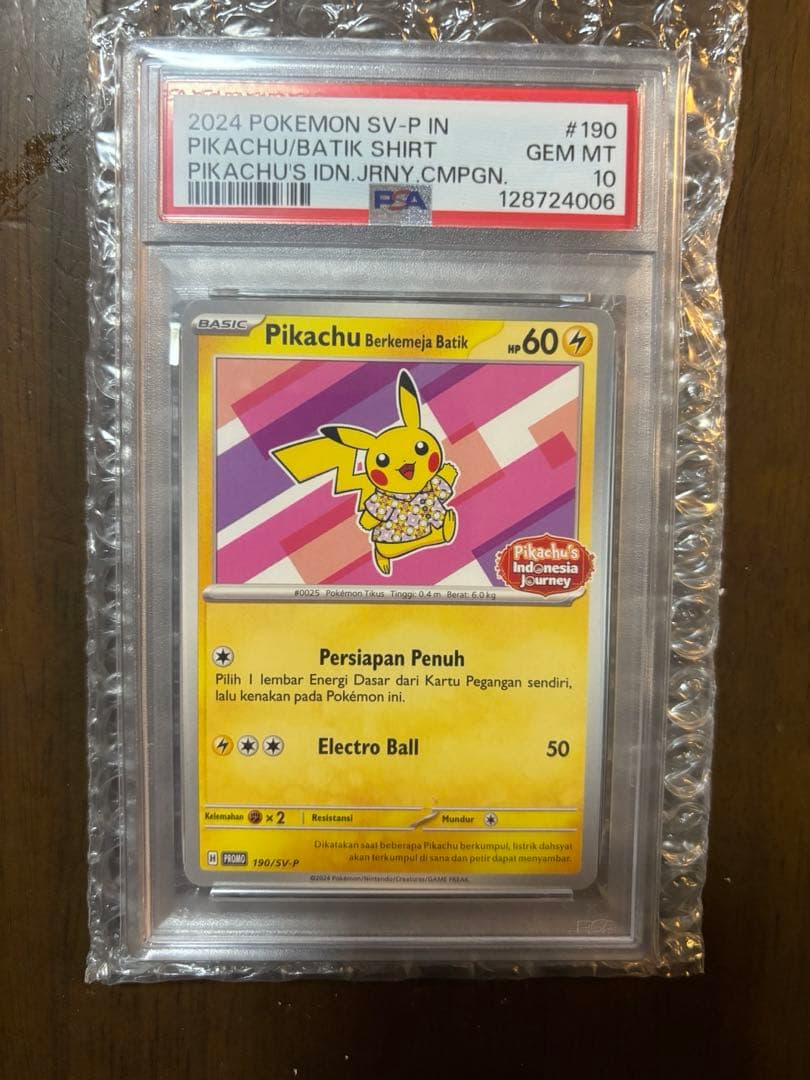 2024 POKEMON SV-P IN #190
PIKACHU/BATIK SHIRT GEM MT
PIKACHU'S IDN.JRNY.CMPGN. 10
PSA 128724006
BASIC Pikachu Berkemeja Batik HP 60
Pikachu's
Indonesia
Journey
#0025 Pokémon Tikus Tinggi: 0.4 m Berat: 6.0 kg
Persiapan Penuh
Pilih 1 lembar Energi Dasar dari Kartu Pegangan sendiri,
lalu kenakan pada Pokémon ini.
Electro Ball 50
Kelemahan ×2 Resistansi Mundur
Dikatakan saat beberapa Pikachu berkumpul, listrik dahsyat
akan terkumpul di sana dan petir dapat menyambar.
H PROMO 190/SV-P
©2024 Pokémon/Nintendo/Creatures/GAME FREAK.